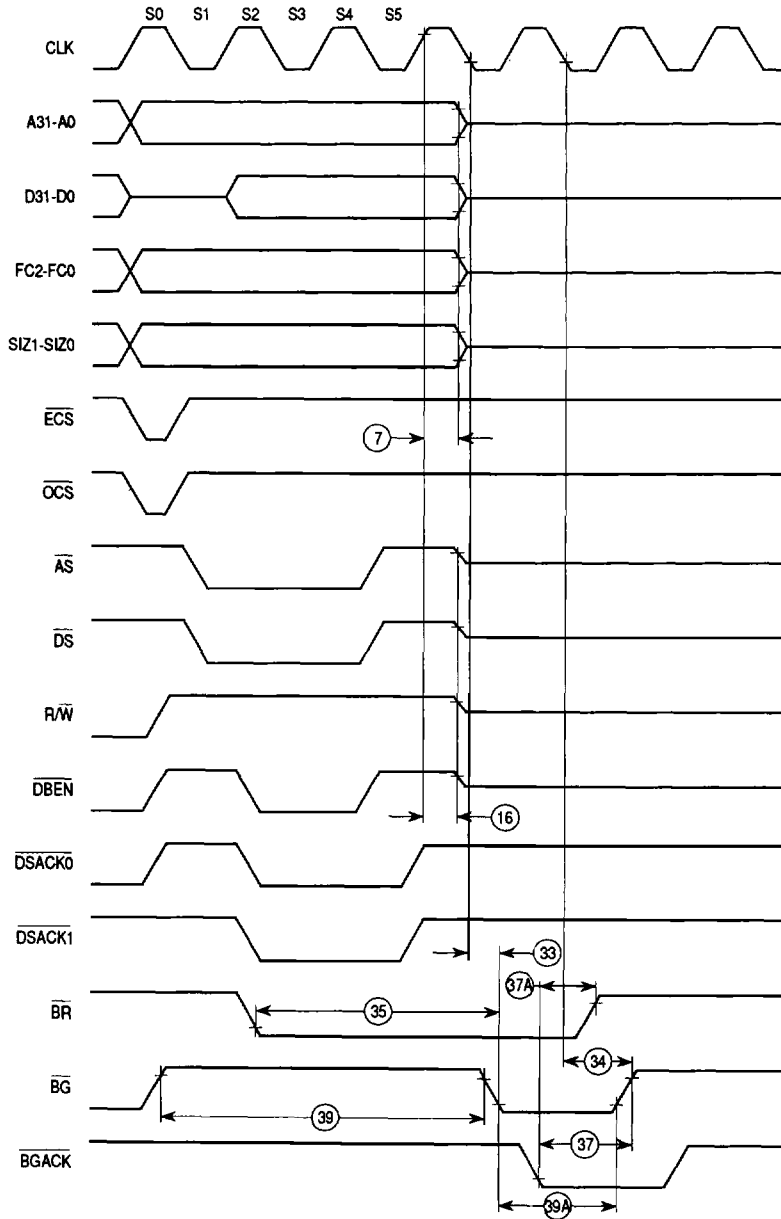 S0 S1 S2 S3 S4 S5
CLK
A31-A0
D31-D0
FC2-FC0
SIZ1-SIZ0
ECS
7
OCS
AS
DS
R/W
DBEN
16
DSACK0
DSACK1
33
37A
BR
35
34
BG
39
37
BGACK
39A